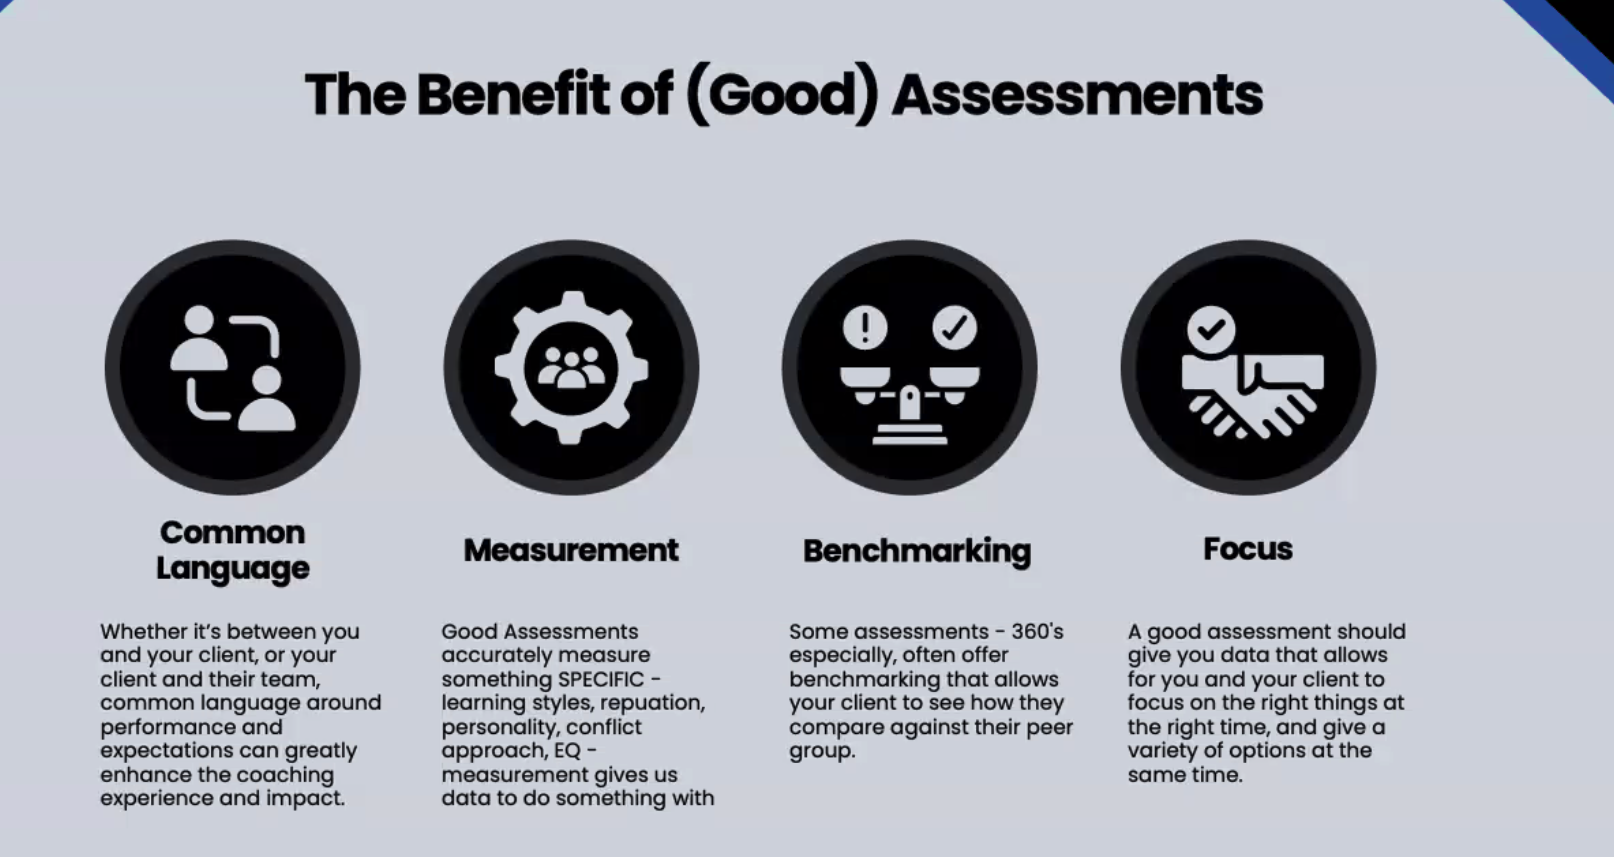 The Benefit of (Good) Assessments
Common
Language
Whether it's between you
and your client, or your
client and their team,
common language around
performance and
expectations can greatly
enhance the coaching
experience and impact.
Measurement
Good Assessments
accurately measure
something SPECIFIC -
learning styles, repuation,
personality, conflict
approach, EQ -
measurement gives us
data to do something with
Benchmarking
Some assessments - 360's
especially, often offer
benchmarking that allows
your client to see how they
compare against their peer
group.
Focus
A good assessment should
give you data that allows
for you and your client to
focus on the right things at
the right time, and give a
variety of options at the
same time.